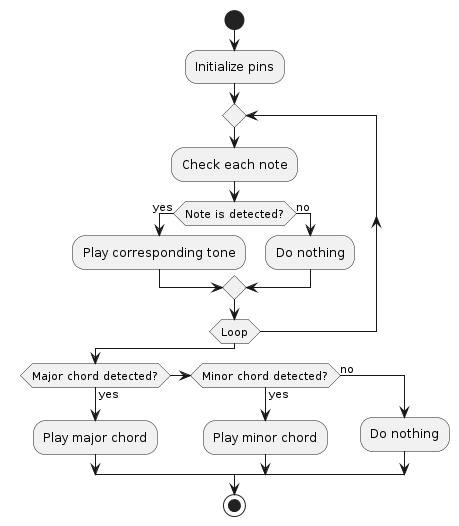 Initialize pins
Check each note
yes
Note is detected?
no
Play corresponding tone
Do nothing
Loop
Major chord detected?
Minor chord detected?
no
yes
yes
Play major chord
Play minor chord
Do nothing